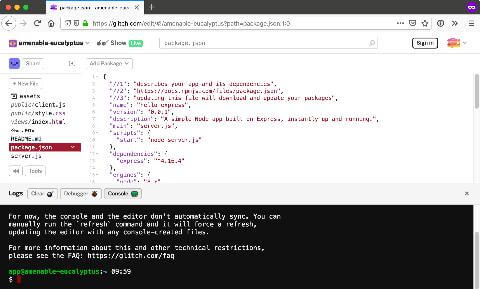 package.json - amenable-eucalyptus
https://glitch.com/edit/#!/amenable-eucalyptus?path=package.json:1:0
amenable-eucalyptus
Show
Live
package.json
Sign in
Share
Add Package
+ New File
assets
public/client.js
public/style.css
views/index.html
.env
README.md
package.json
server.js
Tools
1 {
2 "//1": "describes your app and its dependencies",
3 "//2": "https://docs.npmjs.com/files/package.json",
4 "//3": "updating this file will download and update your packages",
5 "name": "hello-express",
6 "version": "0.0.1",
7 "description": "A simple Node app built on Express, instantly up and running.",
8 "main": "server.js",
9 "scripts": {
10 "start": "node server.js"
11 },
12 "dependencies": {
13 "express": "^4.16.4"
14 },
15 "engines": {
Logs
Clear
Debugger
Console
For now, the console and the editor don't automatically sync. You can
manually run the `refresh` command and it will force a refresh,
updating the editor with any console-created files.
For more information about this and other technical restrictions,
please see the FAQ: https://glitch.com/faq
app@amenable-eucalyptus:~ 09:59
$